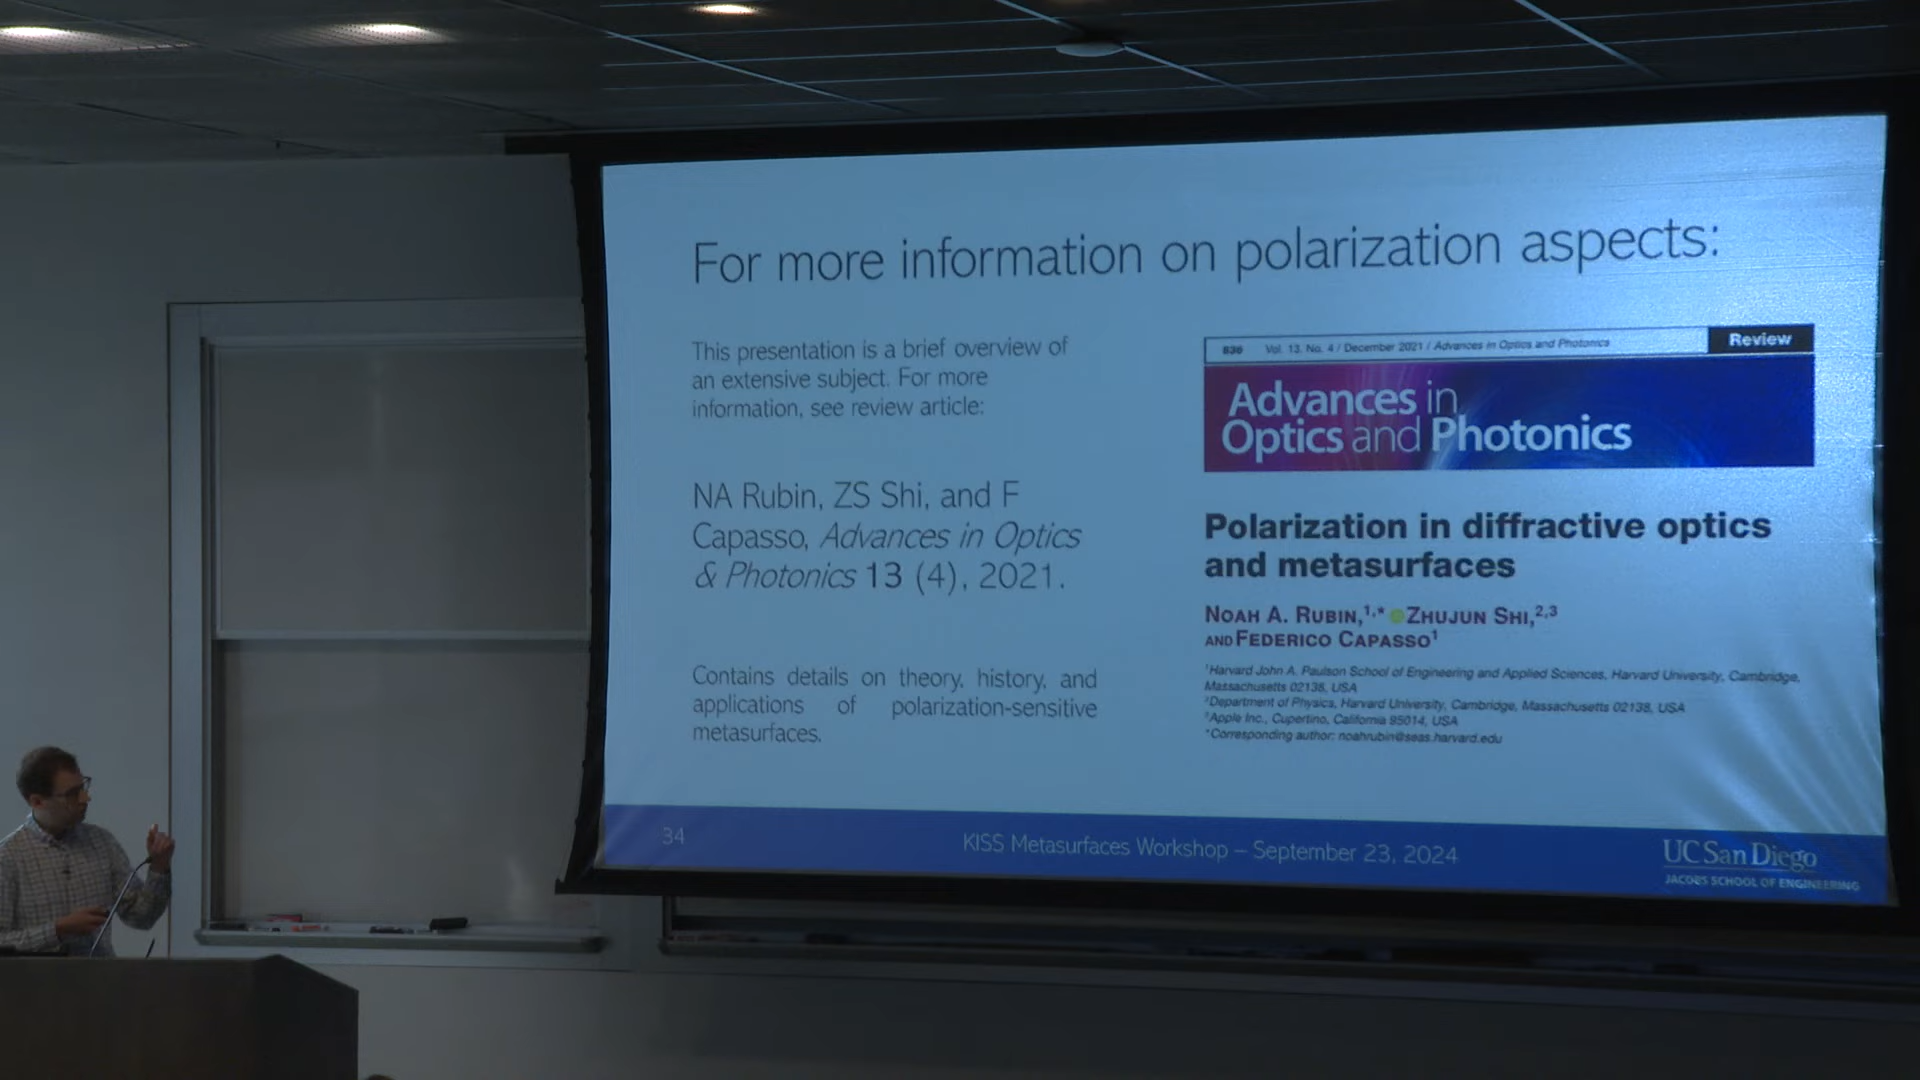 For more information on polarization aspects:
This presentation is a brief overview of
an extensive subject. For more
information, see review article:
NA Rubin, ZS Shi, and F
Capasso, Advances in Optics
& Photonics 13 (4), 2021.
Contains details on theory, history, and
applications of polarization-sensitive
metasurfaces.
836 Vol. 13, No. 4 / December 2021 / Advances in Optics and Photonics
Review
Advances in
Optics and Photonics
Polarization in diffractive optics
and metasurfaces
NOAH A. RUBIN,1,* ZHUJUN SHI,2,3
AND FEDERICO CAPASSO1
1Harvard John A. Paulson School of Engineering and Applied Sciences, Harvard University, Cambridge,
Massachusetts 02138, USA
2Department of Physics, Harvard University, Cambridge, Massachusetts 02138, USA
3Apple Inc., Cupertino, California 95014, USA
*Corresponding author: noahrubin@seas.harvard.edu
34
KISS Metasurfaces Workshop – September 23, 2024
UC San Diego
JACOBS SCHOOL OF ENGINEERING